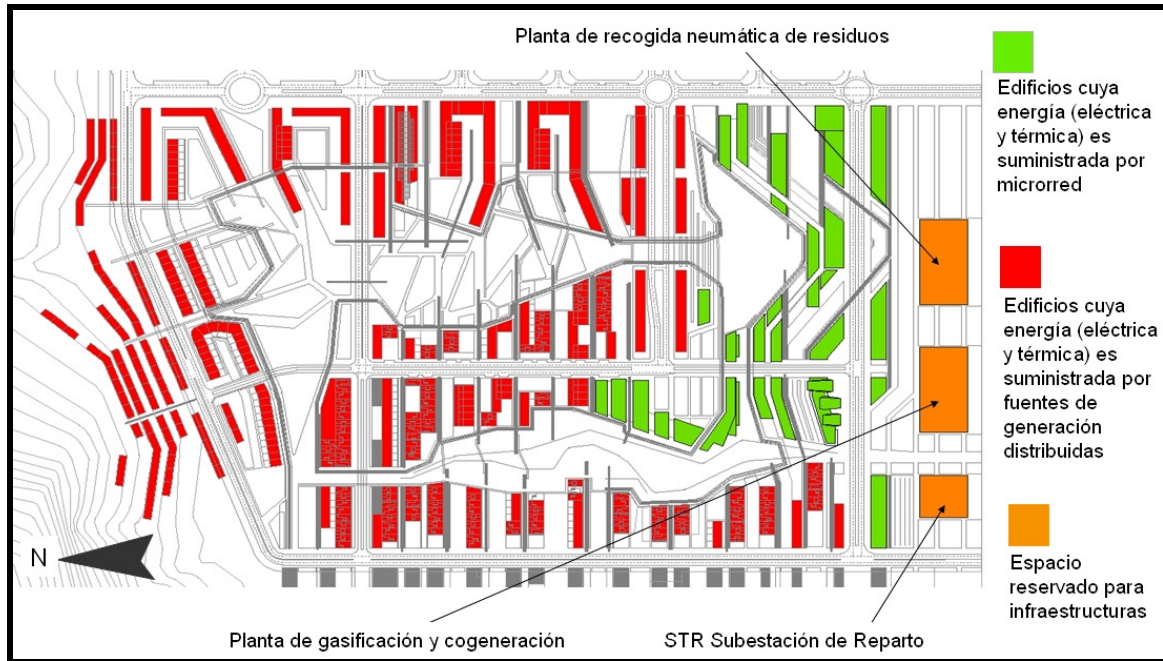 Planta de recogida neumática de residuos
Edificios cuya
energía (eléctrica
y térmica) es
suministrada por
microrred
Edificios cuya
energía (eléctrica
y térmica) es
suministrada por
fuentes de
generación
distribuidas
Espacio
reservado para
infraestructuras
N
Planta de gasificación y cogeneración
STR Subestación de Reparto